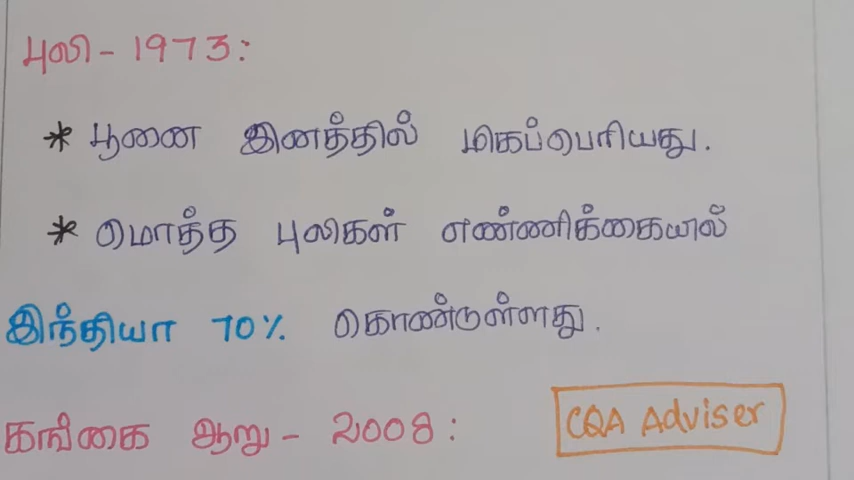 புலி - 1973:
* பூனை இனத்தில் மிகப்பெரியது.
* மொத்த புலிகள் எண்ணிக்கையில்
இந்தியா 70% கொண்டுள்ளது.
கங்கை ஆறு - 2008:
CQA Adviser